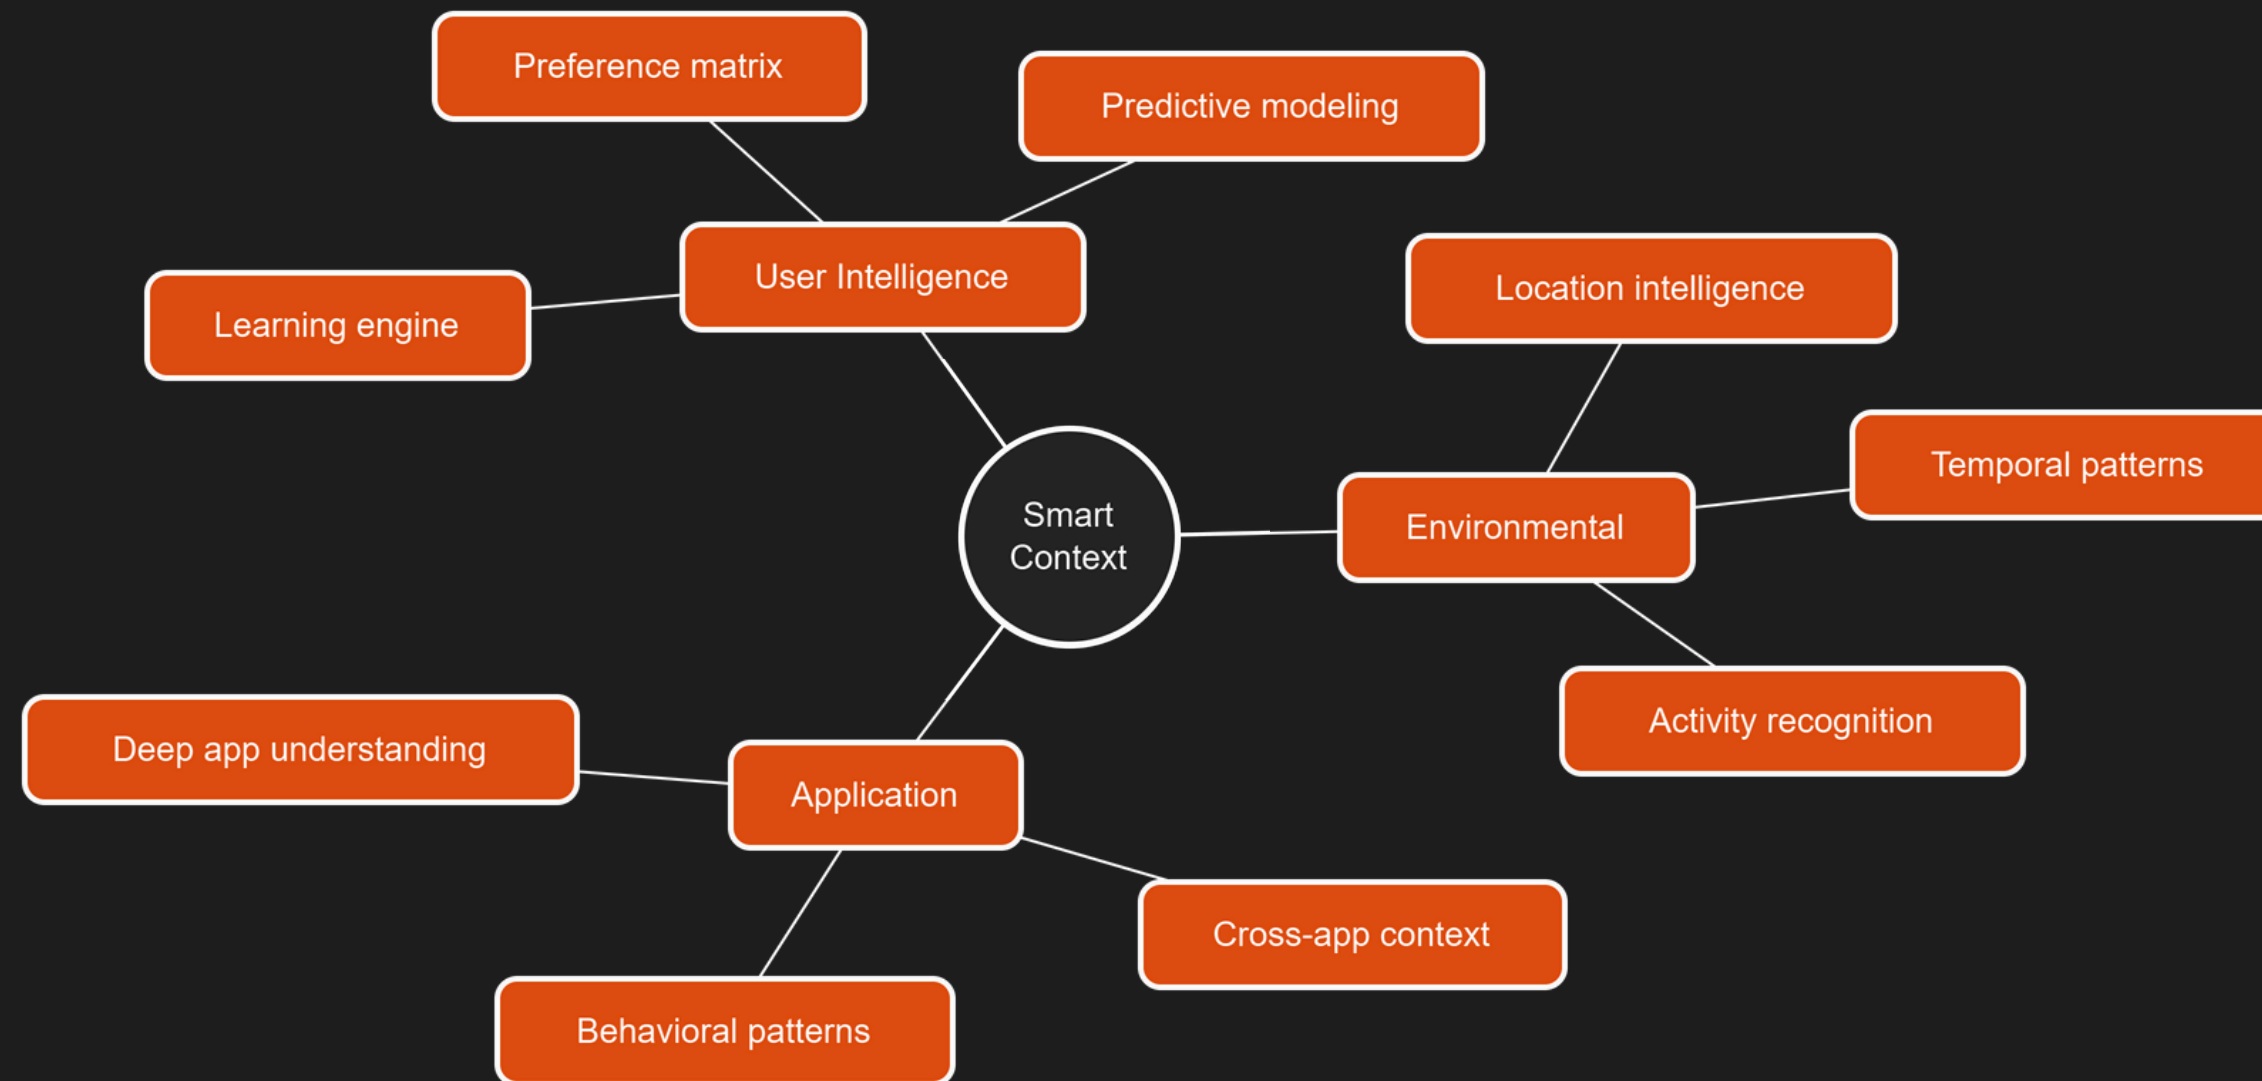 Preference matrix
Predictive modeling
User Intelligence
Learning engine
Location intelligence
Temporal patterns
Smart
Context
Environmental
Activity recognition
Deep app understanding
Application
Cross-app context
Behavioral patterns